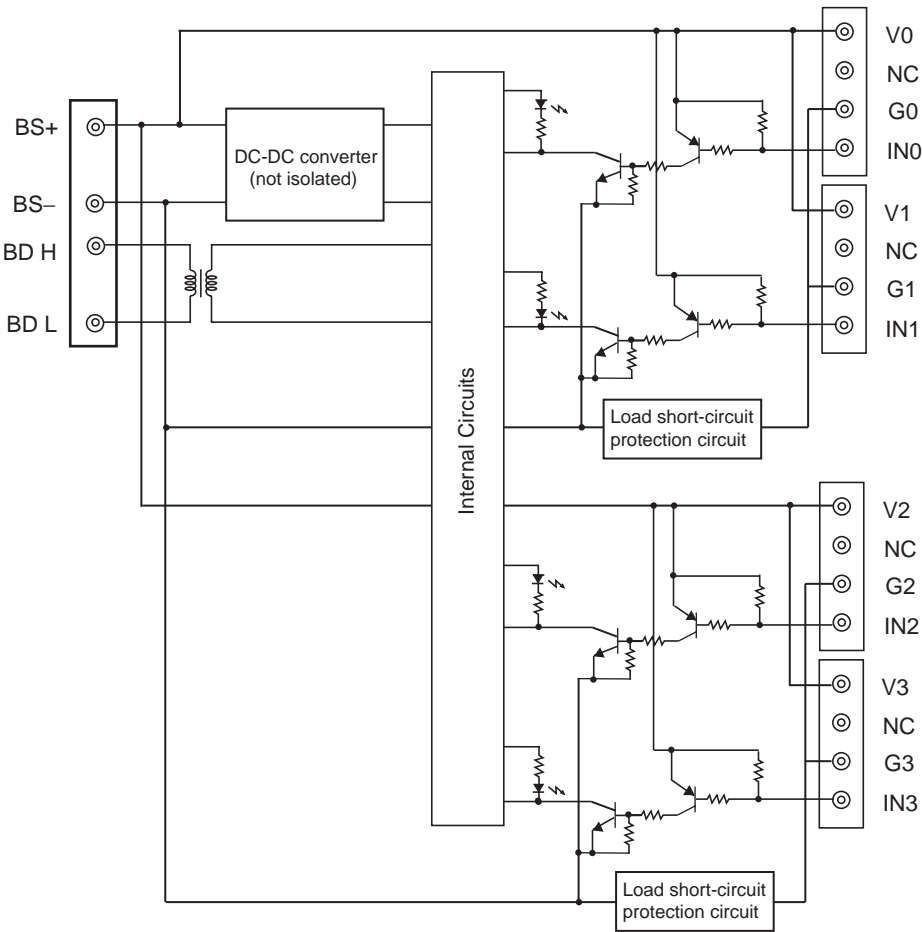 BS+
BS−
BD H
BD L
DC-DC converter
(not isolated)
Internal Circuits
V0
NC
G0
IN0
V1
NC
G1
IN1
Load short-circuit
protection circuit
V2
NC
G2
IN2
V3
NC
G3
IN3
Load short-circuit
protection circuit